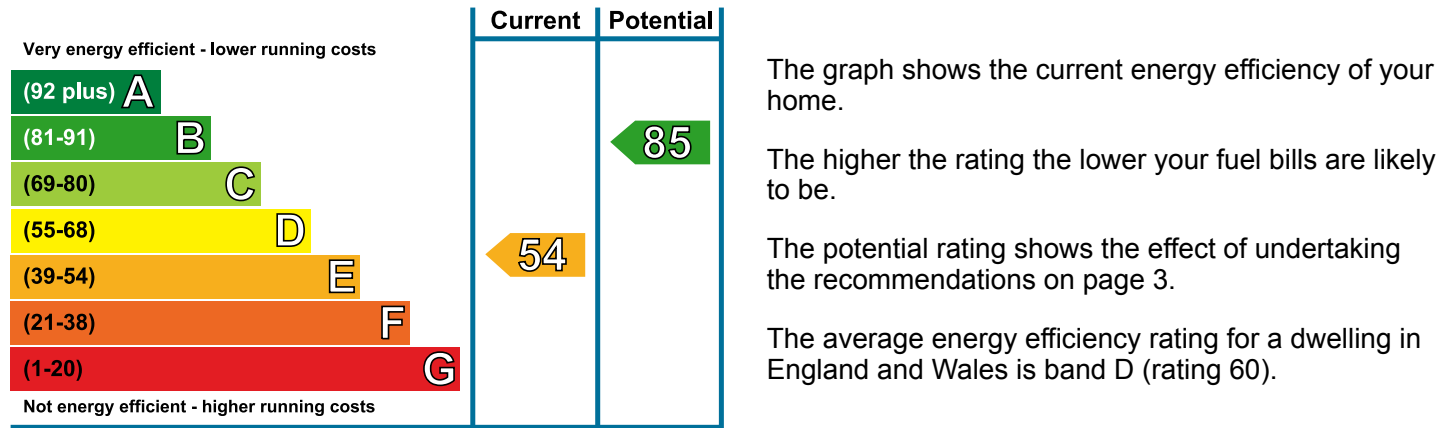 Current Potential
Very energy efficient - lower running costs
(92 plus) A
(81-91) B
85
(69-80) C
(55-68) D
54
(39-54) E
(21-38) F
(1-20) G
Not energy efficient - higher running costs
The graph shows the current energy efficiency of your
home.
The higher the rating the lower your fuel bills are likely
to be.
The potential rating shows the effect of undertaking
the recommendations on page 3.
The average energy efficiency rating for a dwelling in
England and Wales is band D (rating 60).